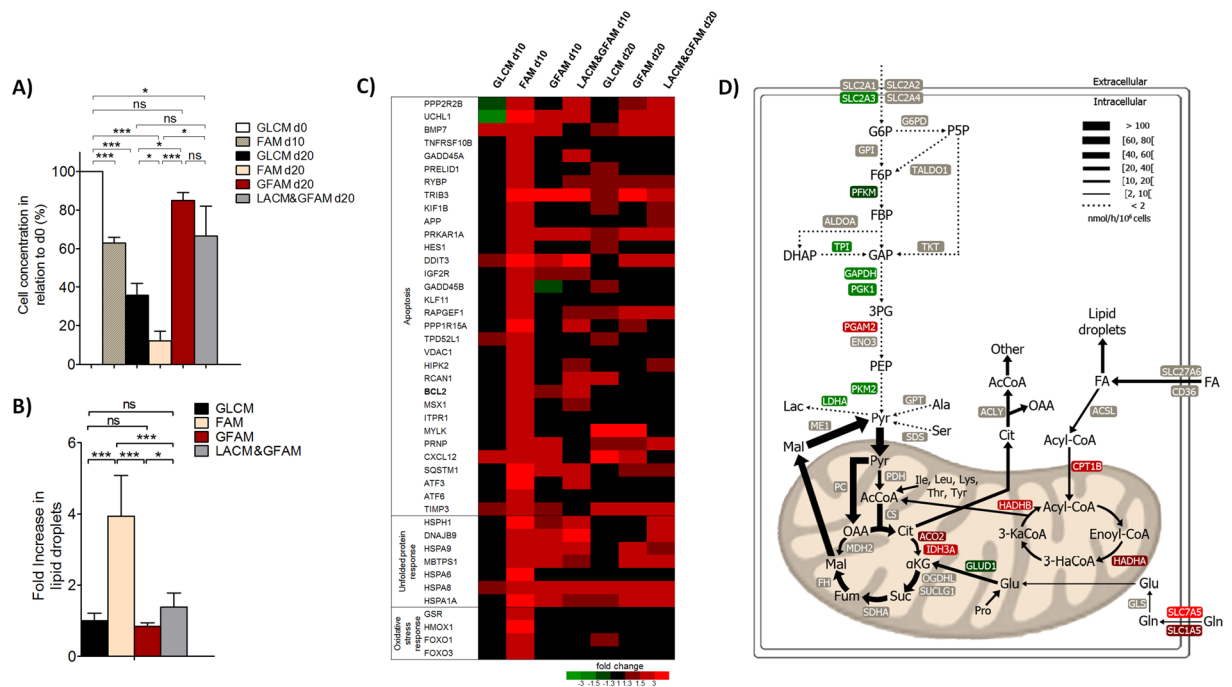 A)
*
ns
ns
***
*
***
*
***
*
***
ns
GLCM d0
FAM d10
GLCM d20
FAM d20
GFAM d20
LACM&GFAM d20
Cell concentration in
relation to d0 (%)
100
80
60
40
20
0
B)
ns
ns
***
***
***
*
GLCM
FAM
GFAM
LACM&GFAM
Fold Increase in
lipid droplets
6
4
2
0
C)
GLCM d10
FAM d10
GFAM d10
LACM&GFAM d10
GLCM d20
GFAM d20
LACM&GFAM d20
Apoptosis
PPP2R2B
UCHL1
BMP7
TNFRSF10B
GADD45A
PRELID1
RYBP
TRIB3
KIF1B
APP
PRKAR1A
HES1
DDIT3
IGF2R
GADD45B
KLF11
RAPGEF1
PPP1R15A
TPD52L1
VDAC1
HIPK2
RCAN1
BCL2
MSX1
ITPR1
MYLK
PRNP
CXCL12
SQSTM1
ATF3
ATF6
TIMP3
Unfolded protein
response
HSPH1
DNAJB9
HSPA9
MBTPS1
HSPA6
HSPA8
HSPA1A
Oxidative
stress
response
GSR
HMOX1
FOXO1
FOXO3
fold change
-3 -1.5 -1.3 1 1.3 1.5 3
D)
Extracellular
Intracellular
> 100
[60, 80[
[40, 60[
[20, 40[
[10, 20[
[2, 10[
< 2
nmol/h/10⁶ cells
SLC2A1 SLC2A2
SLC2A3 SLC2A4
G6PD
G6P
P5P
GPI
TALDO1
F6P
PFKM
FBP
ALDOA
DHAP
TPI
GAP
TKT
GAPDH
PGK1
3PG
PGAM2
ENO3
PEP
PKM2
LDHA
GPT
Lac
Ala
Pyr
ME1
Ser
SDS
Mal
Pyr
PC
PDH
AcCoA
Ile, Leu, Lys,
Thr, Tyr
CS
OAA
Cit
MDH2
ACO2
IDH3A
Mal
αKG
GLUD1
FH
OGDHL
SUCLG1
Fum
Suc
SDHA
Glu
Pro
Other
AcCoA
ACLY
OAA
Cit
Lipid
droplets
FA
SLC27A6
CD36
FA
ACSL
Acyl-CoA
CPT1B
HADHB
Acyl-CoA
3-KaCoA
Enoyl-CoA
3-HaCoA
HADHA
Glu
GLS
Gln
SLC7A5
SLC1A5
Gln